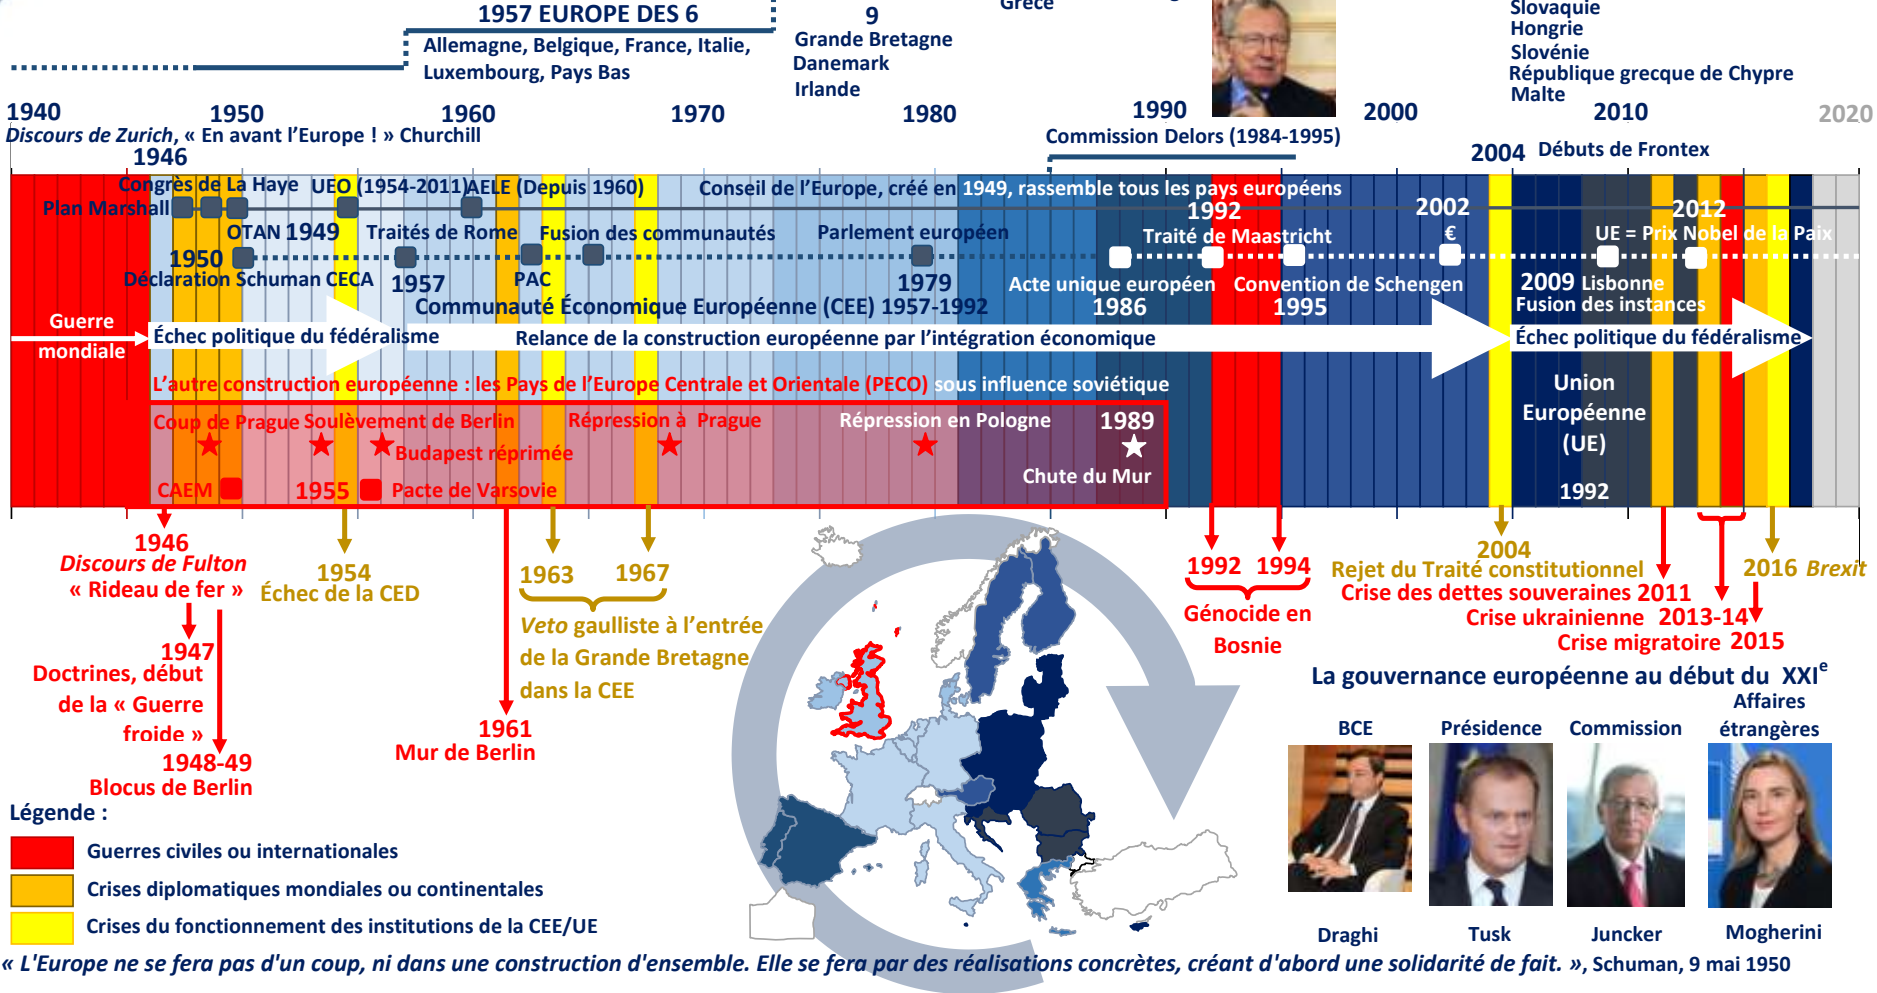 1957 EUROPE DES 6
Allemagne, Belgique, France, Italie,
Luxembourg, Pays Bas
9
Grande Bretagne
Danemark
Irlande
Grèce
Slovaquie
Hongrie
Slovénie
République grecque de Chypre
Malte
1940 1950 1960 1970 1980 1990 2000 2010 2020
Discours de Zurich, « En avant l’Europe ! » Churchill
1946
Commission Delors (1984-1995)
2004 Débuts de Frontex
Congrès de La Haye UEO (1954-2011) AELE (Depuis 1960) Conseil de l’Europe, créé en 1949, rassemble tous les pays européens
Plan Marshall
1992 2002 2012
OTAN 1949 Traités de Rome Fusion des communautés Parlement européen Traité de Maastricht € UE = Prix Nobel de la Paix
1950
Déclaration Schuman CECA 1957 PAC 1979 Acte unique européen Convention de Schengen 2009 Lisbonne
Communauté Économique Européenne (CEE) 1957-1992 1986 1995 Fusion des instances
Guerre
mondiale
Échec politique du fédéralisme
Relance de la construction européenne par l’intégration économique
Échec politique du fédéralisme
L’autre construction européenne : les Pays de l’Europe Centrale et Orientale (PECO) sous influence soviétique
Union
Européenne
(UE)
1992
Coup de Prague Soulèvement de Berlin Répression à Prague Répression en Pologne 1989
Budapest réprimée
Chute du Mur
CAEM 1955 Pacte de Varsovie
1946
Discours de Fulton
« Rideau de fer »
1947
Doctrines, début
de la « Guerre
froide »
1948-49
Blocus de Berlin
1954
Échec de la CED
1961
Mur de Berlin
1963 1967
Veto gaulliste à l’entrée
de la Grande Bretagne
dans la CEE
1992 1994
Génocide en
Bosnie
2004
Rejet du Traité constitutionnel
Crise des dettes souveraines 2011
Crise ukrainienne 2013-14
Crise migratoire 2015
2016 Brexit
La gouvernance européenne au début du XXIe
BCE Présidence Commission Affaires
étrangères
Draghi Tusk Juncker Mogherini
Légende :
Guerres civiles ou internationales
Crises diplomatiques mondiales ou continentales
Crises du fonctionnement des institutions de la CEE/UE
« L'Europe ne se fera pas d'un coup, ni dans une construction d'ensemble. Elle se fera par des réalisations concrètes, créant d'abord une solidarité de fait. », Schuman, 9 mai 1950